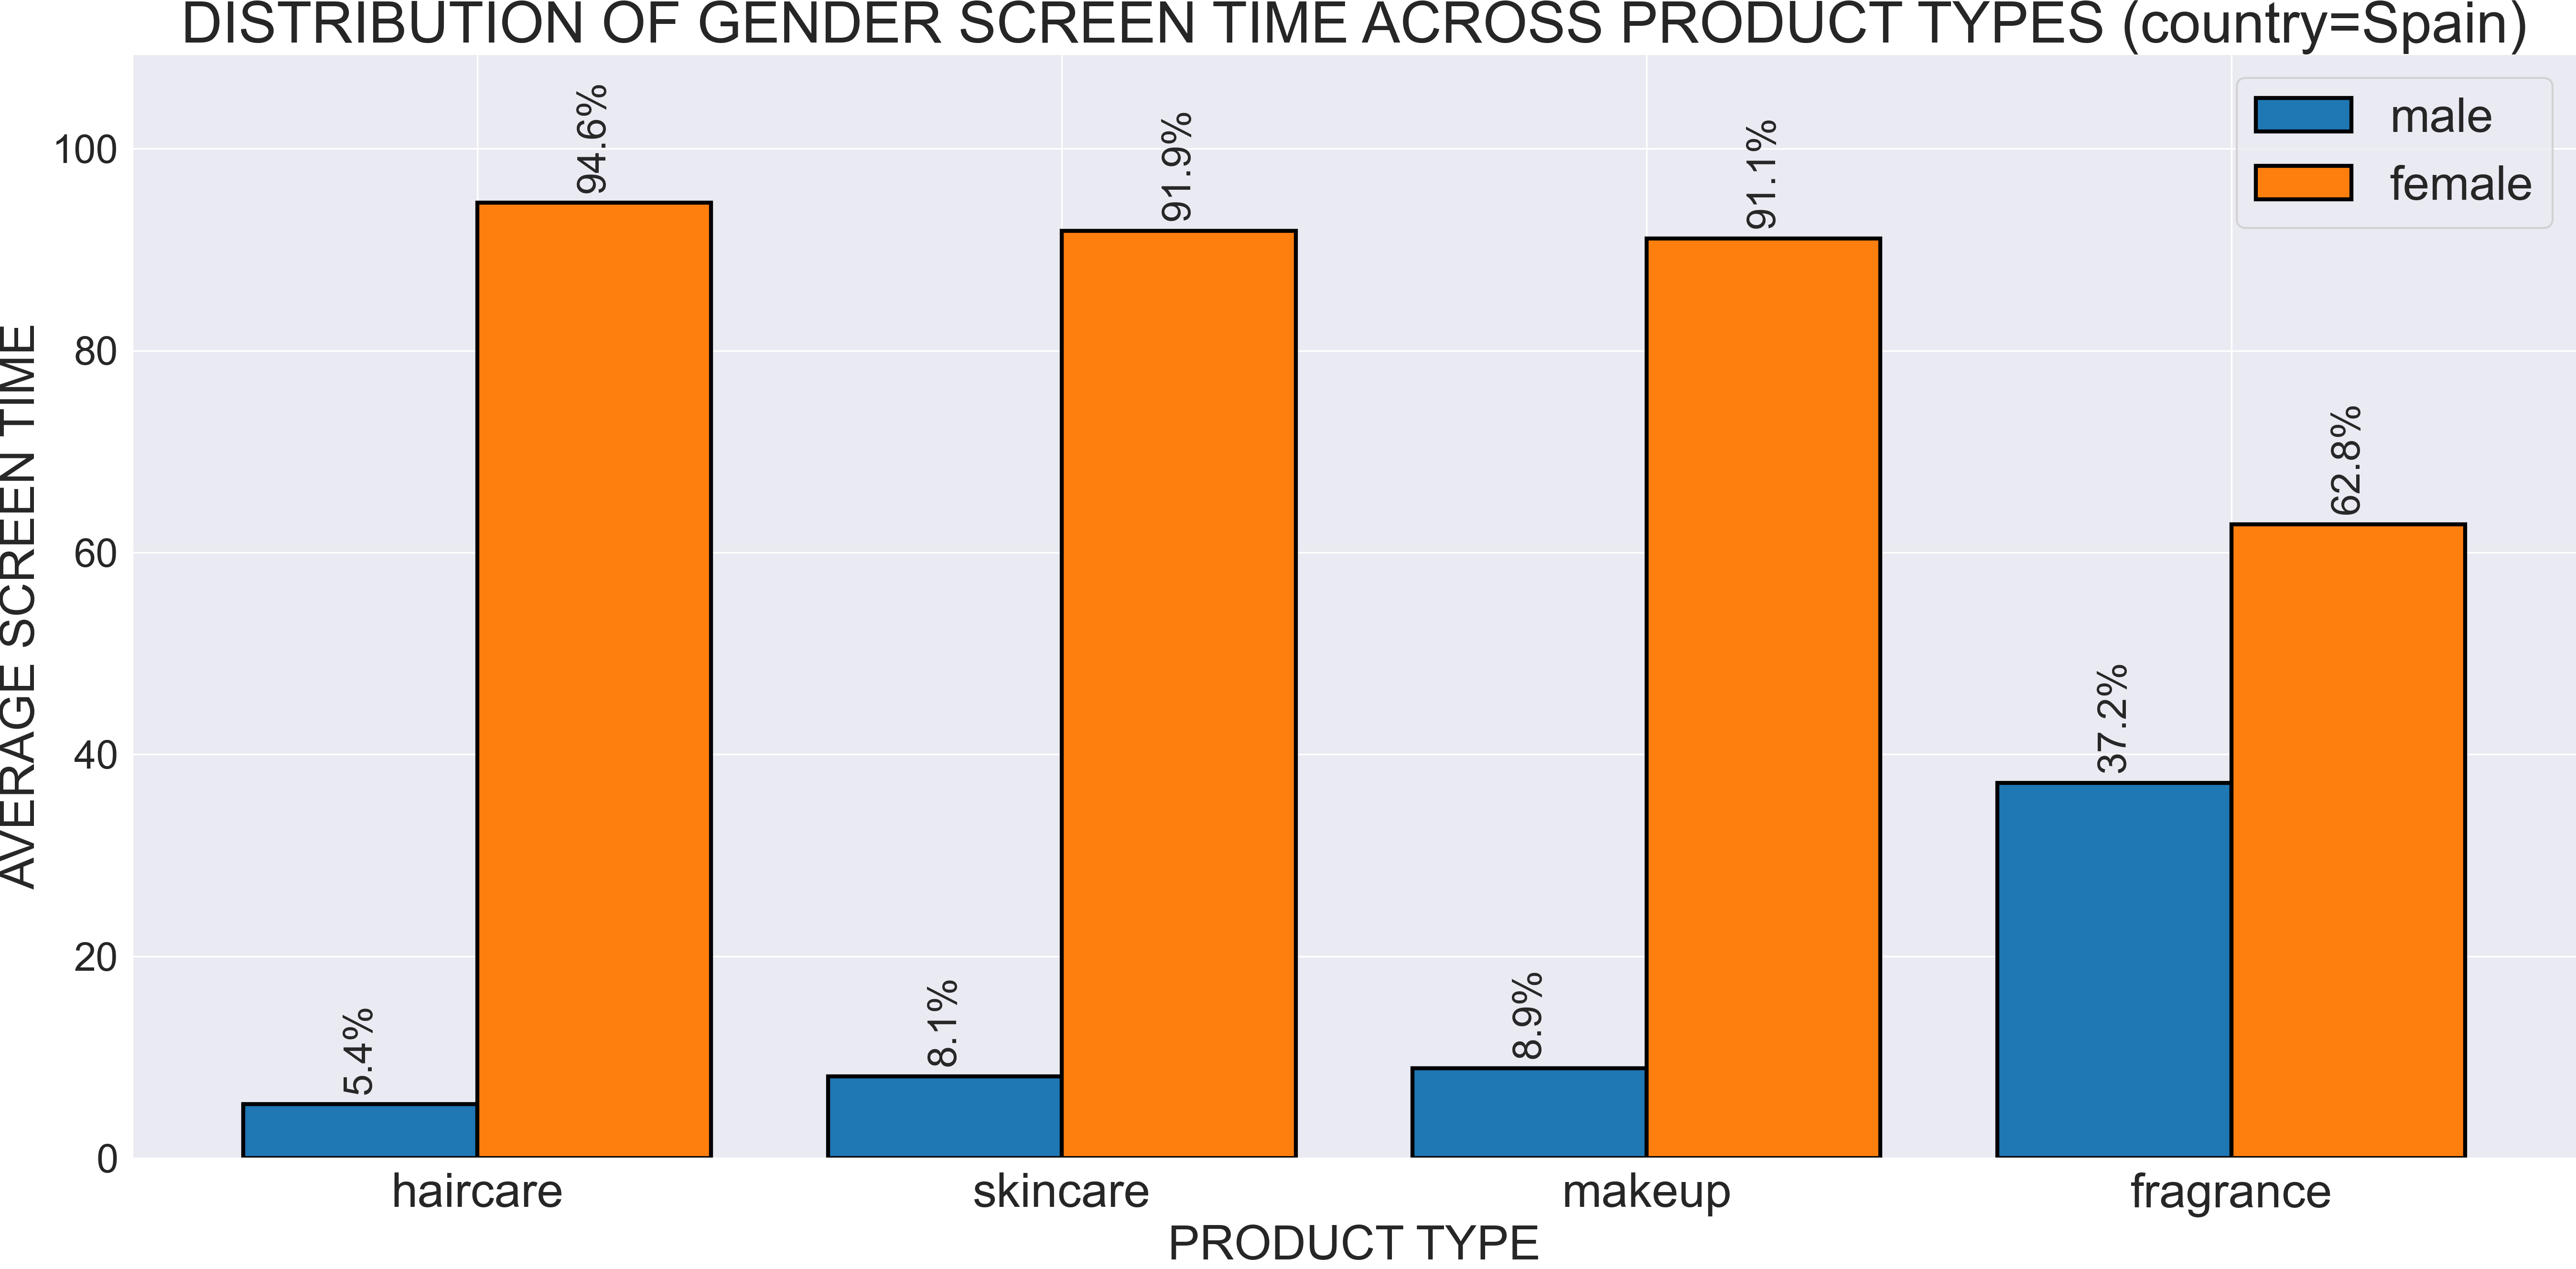 DISTRIBUTION OF GENDER SCREEN TIME ACROSS PRODUCT TYPES (country=Spain)
male
female
AVERAGE SCREEN TIME
100
80
60
40
20
0
5.4%
94.6%
8.1%
91.9%
8.9%
91.1%
37.2%
62.8%
haircare
skincare
makeup
fragrance
PRODUCT TYPE